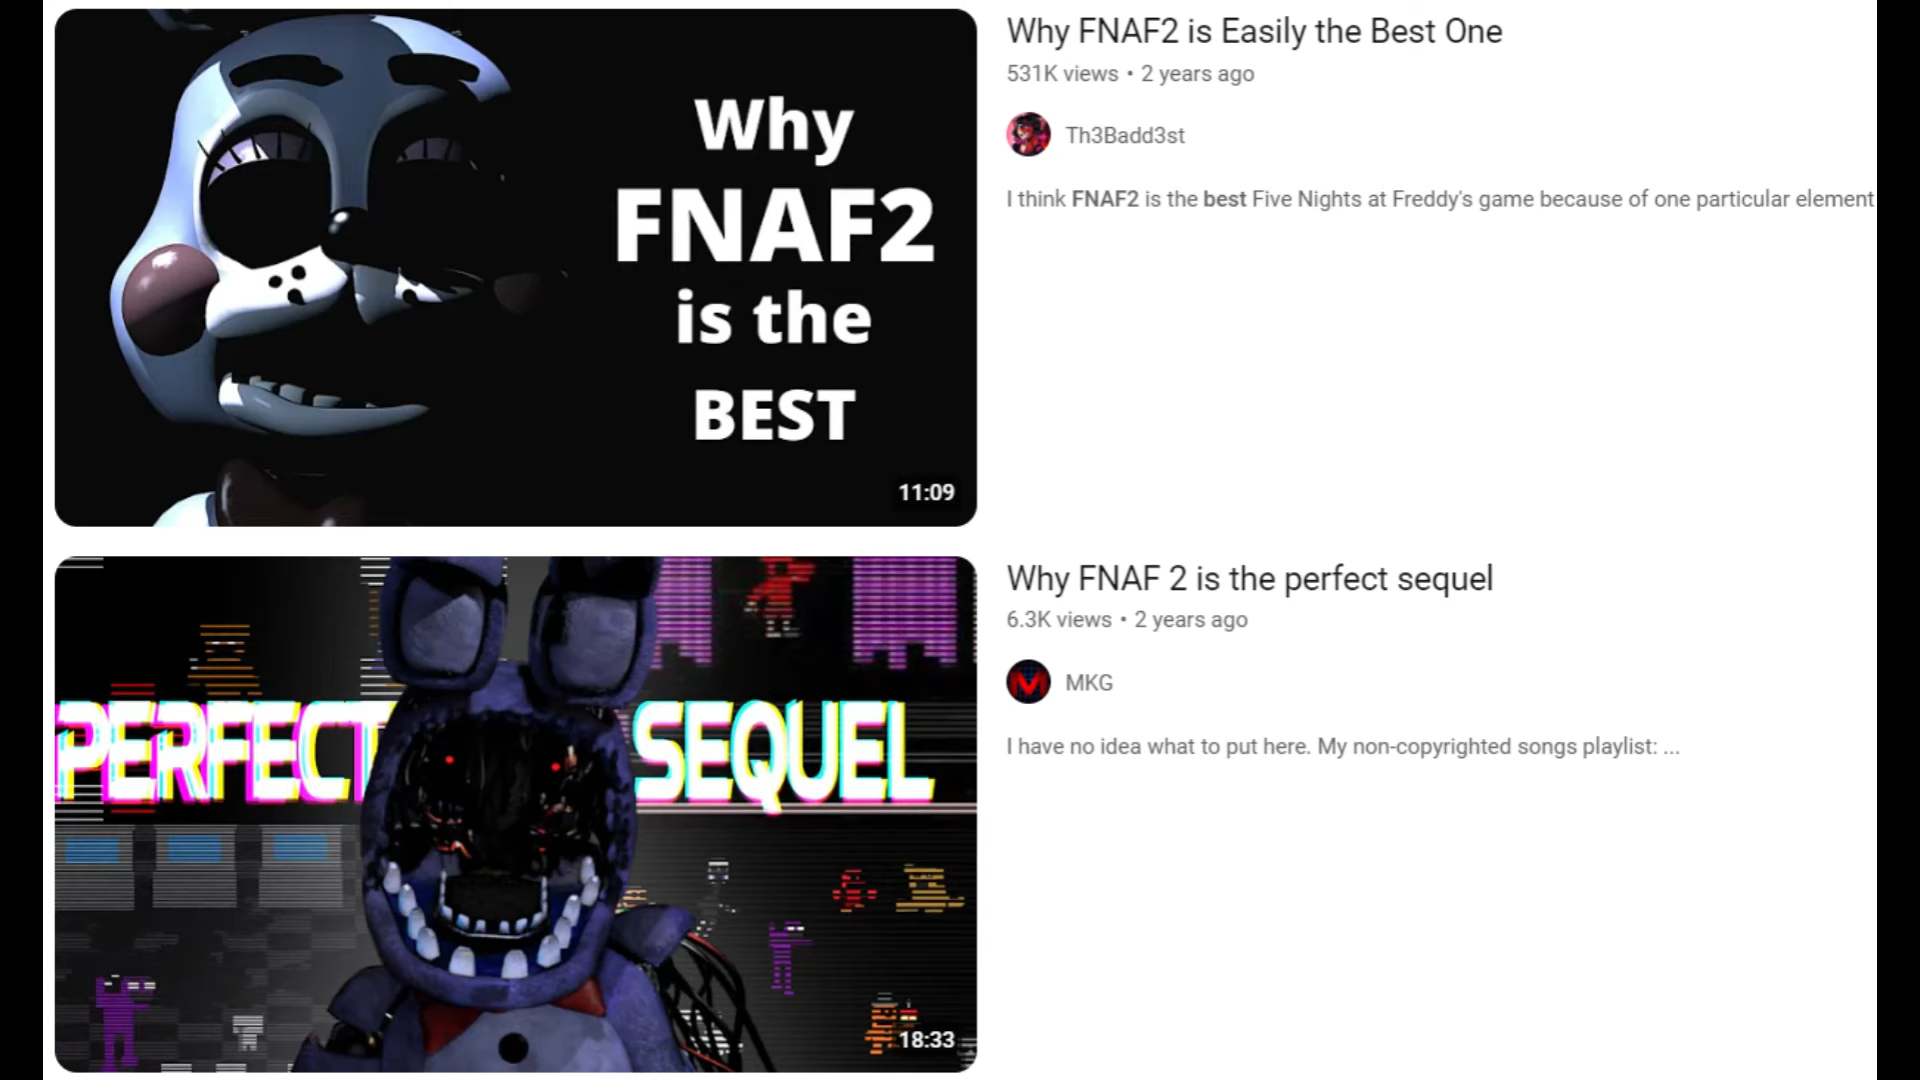 Why
FNAF2
is the
BEST
11:09
Why FNAF2 is Easily the Best One
531K views • 2 years ago
Th3Badd3st
I think FNAF2 is the best Five Nights at Freddy's game because of one particular element
PERFECT SEQUEL
18:33
Why FNAF 2 is the perfect sequel
6.3K views • 2 years ago
MKG
I have no idea what to put here. My non-copyrighted songs playlist: ...